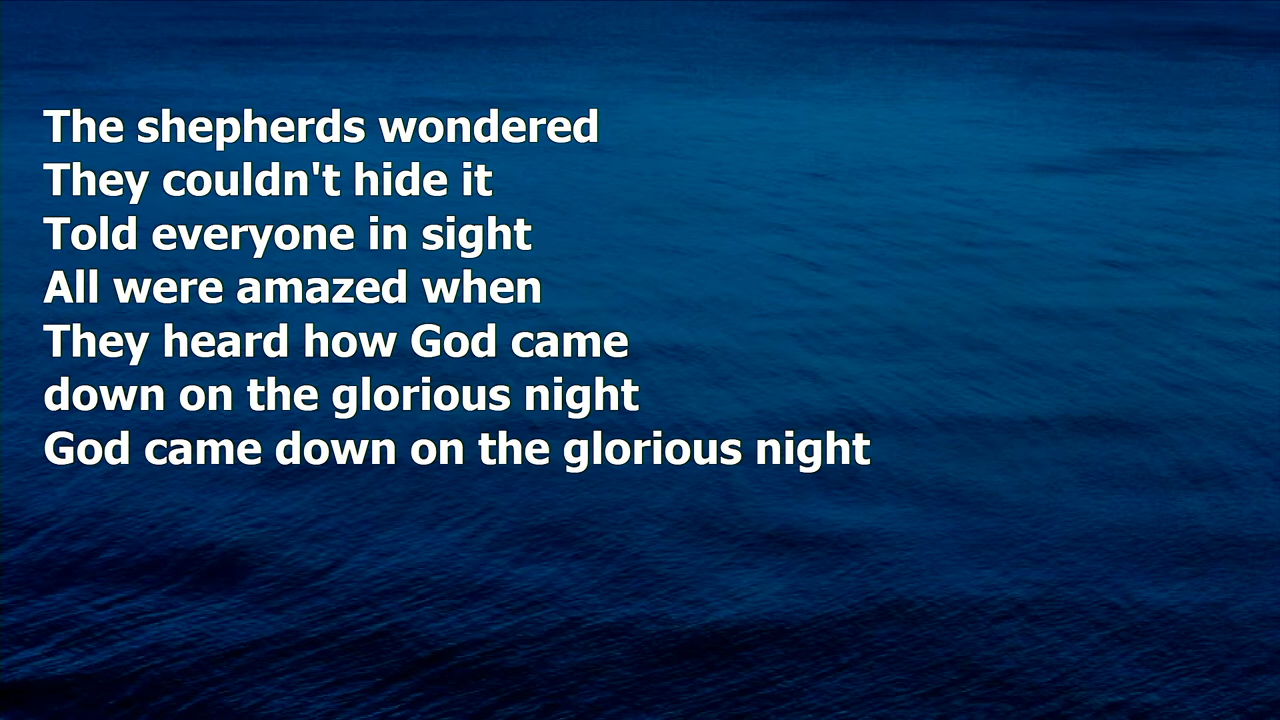 The shepherds wondered
They couldn't hide it
Told everyone in sight
All were amazed when
They heard how God came
down on the glorious night
God came down on the glorious night